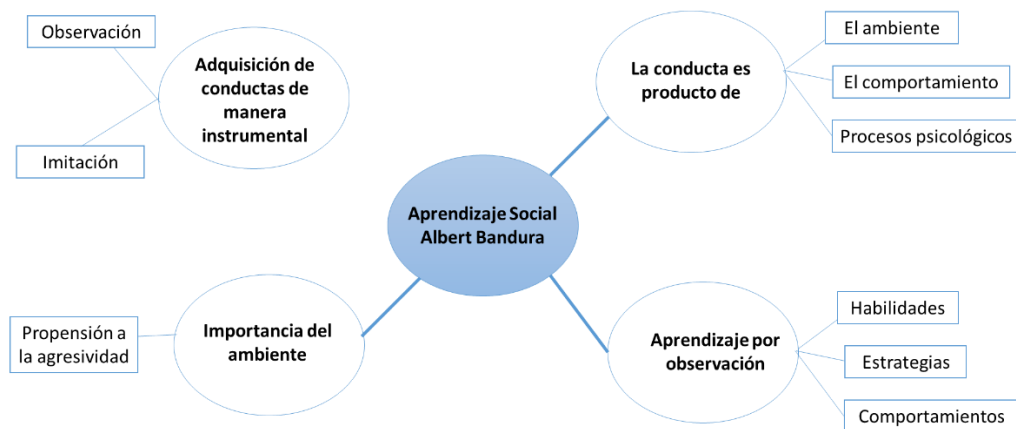 Observación
Adquisición de
conductas de
manera
instrumental
Imitación
La conducta es
producto de
El ambiente
El comportamiento
Procesos psicológicos
Aprendizaje Social
Albert Bandura
Propensión a
la agresividad
Importancia del
ambiente
Aprendizaje por
observación
Habilidades
Estrategias
Comportamientos